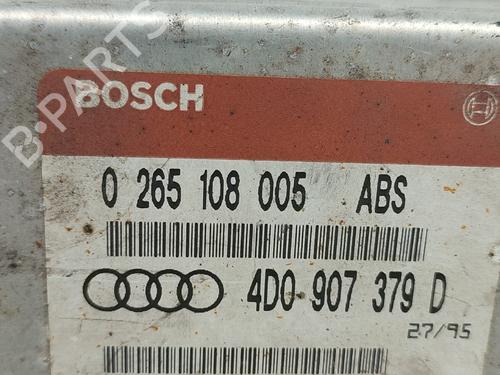 B-PARTS
BOSCH
0 265 108 005 ABS
4D0 907 379 D
27/95